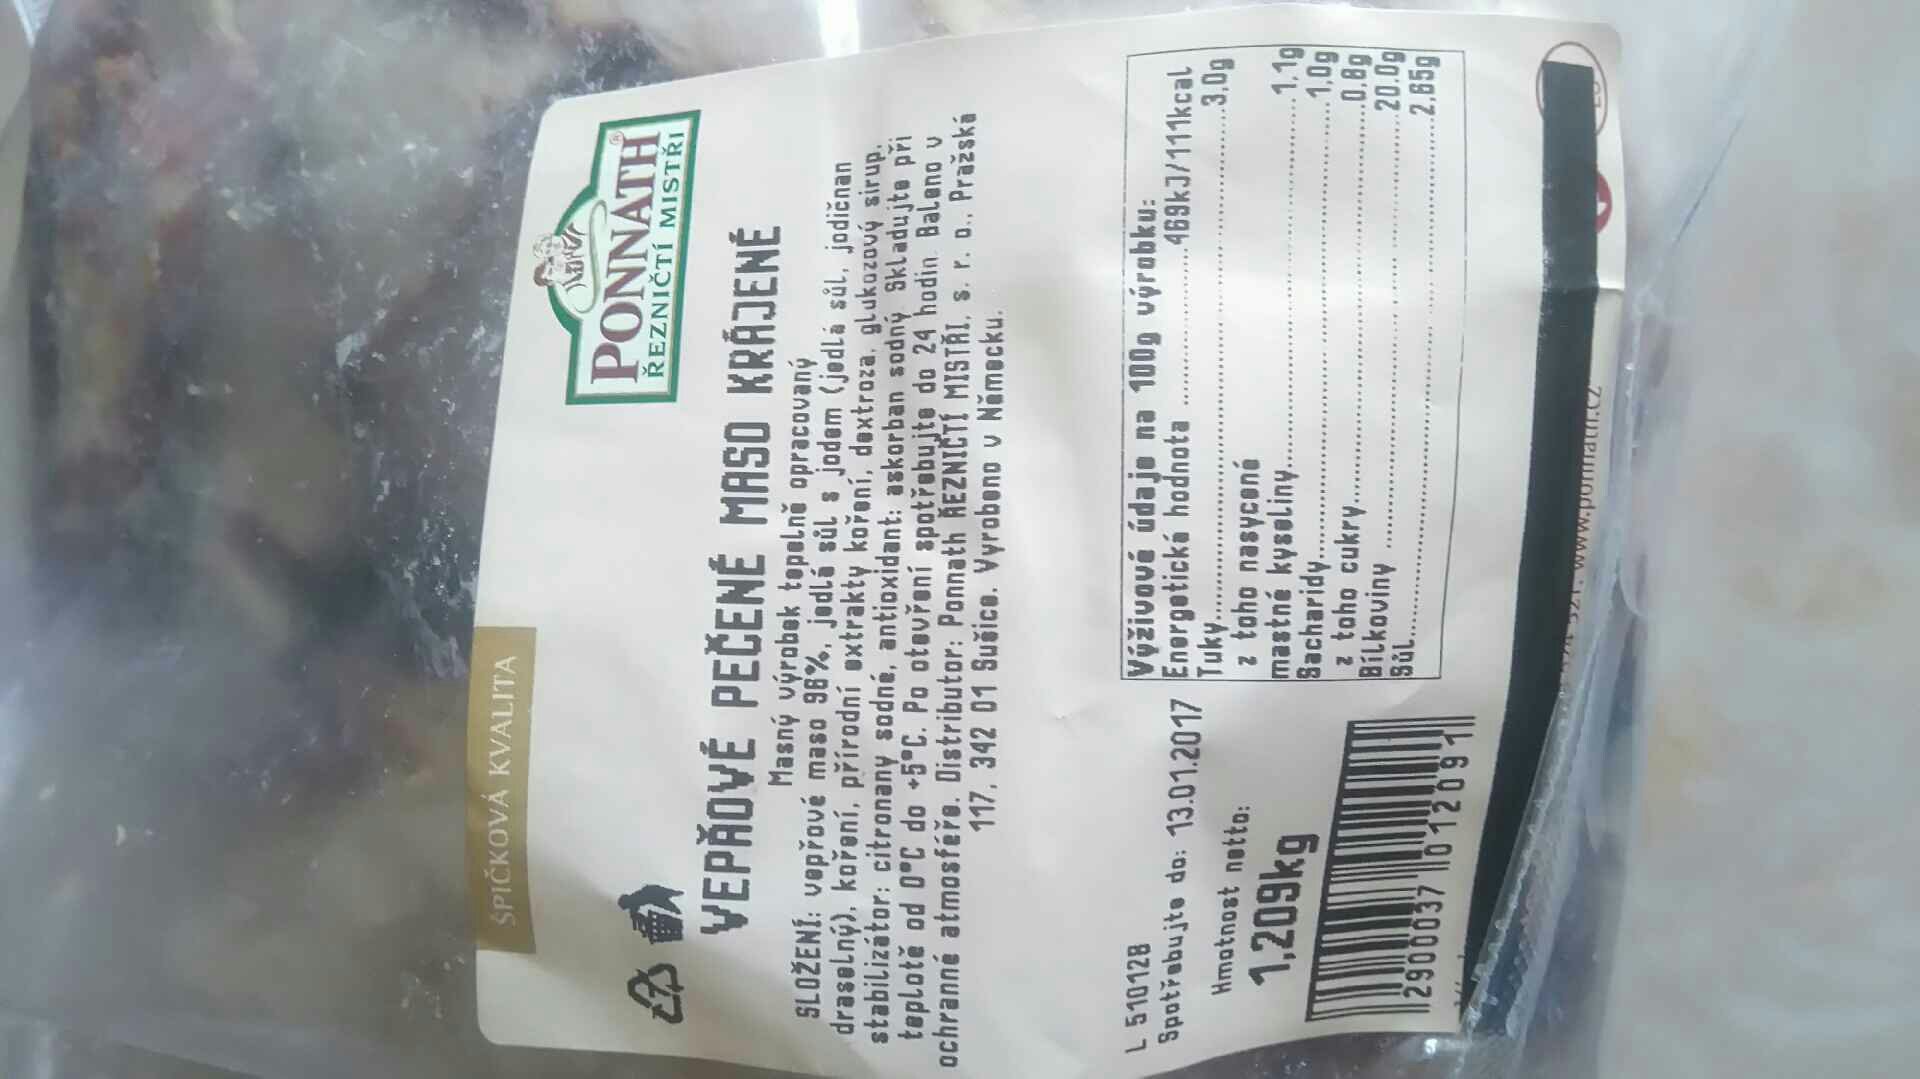 ŠPIČKOVÁ KVALITA
PONNATH®
ŘEZNIČTÍ MISTŘI
VEPŘOVÉ PEČENÉ MASO KRÁJENÉ
Masný výrobek tepelně opracovaný
SLOŽENÍ: vepřové maso 98%, jedlá sůl s jodem (jedlá sůl, jodičnan
draselný), koření, přírodní extrakty koření, dextroza, glukozový sirup,
stabilizátor: citronany sodné, antioxidant: askorban sodný Skladujte při
teplotě od 0°C do +5°C. Po otevření spotřebujte do 24 hodin. Baleno v
ochranné atmosféře. Distributor: Ponnath ŘEZNIČTÍ MISTŘI, s. r. o., Pražská
117, 342 01 Sušice. Vyrobeno v Německu.
L 510128
Spotřebujte do: 13.01.2017
Hmotnost netto:
1,209kg
2900037 012091
Výživové údaje na 100g výrobku:
Energetická hodnota ........... 469kJ/111kcal
Tuky........................... 3,0g
z toho nasycené
mastné kyseliny................ 1,1g
Sacharidy...................... 1,0g
z toho cukry................... 0,8g
Bílkoviny ..................... 20,0g
Sůl............................ 2,65g
www.ponnath.cz